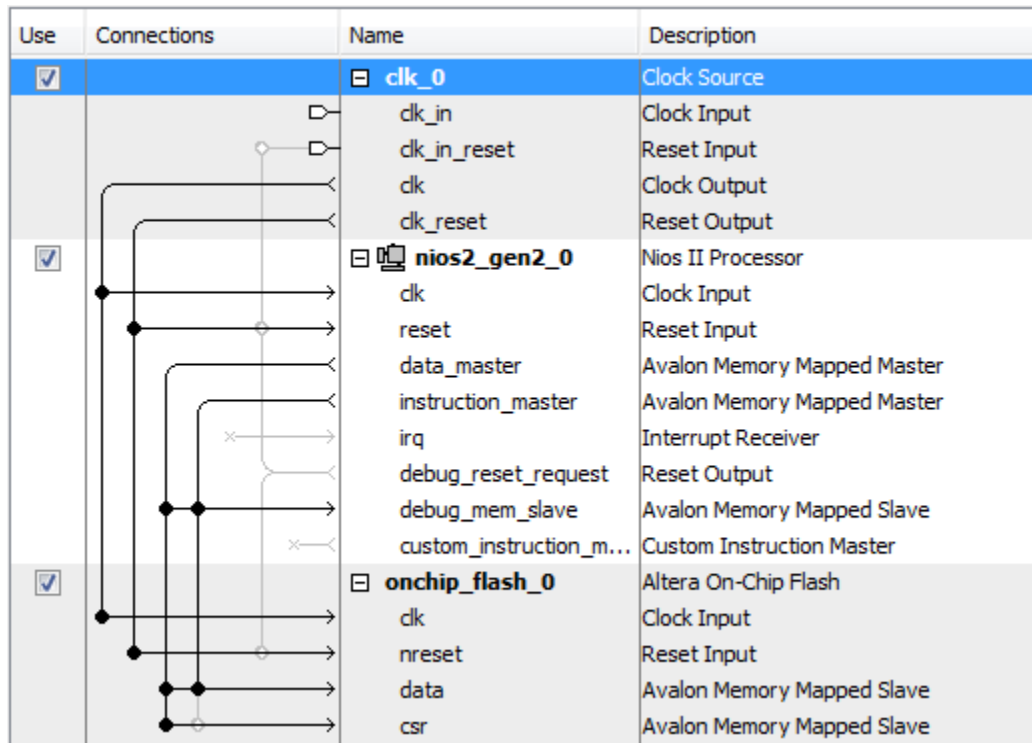 Use Connections Name Description
clk_0 Clock Source
clk_in Clock Input
clk_in_reset Reset Input
clk Clock Output
clk_reset Reset Output
nios2_gen2_0 Nios II Processor
clk Clock Input
reset Reset Input
data_master Avalon Memory Mapped Master
instruction_master Avalon Memory Mapped Master
irq Interrupt Receiver
debug_reset_request Reset Output
debug_mem_slave Avalon Memory Mapped Slave
custom_instruction_m... Custom Instruction Master
onchip_flash_0 Altera On-Chip Flash
clk Clock Input
nreset Reset Input
data Avalon Memory Mapped Slave
csr Avalon Memory Mapped Slave